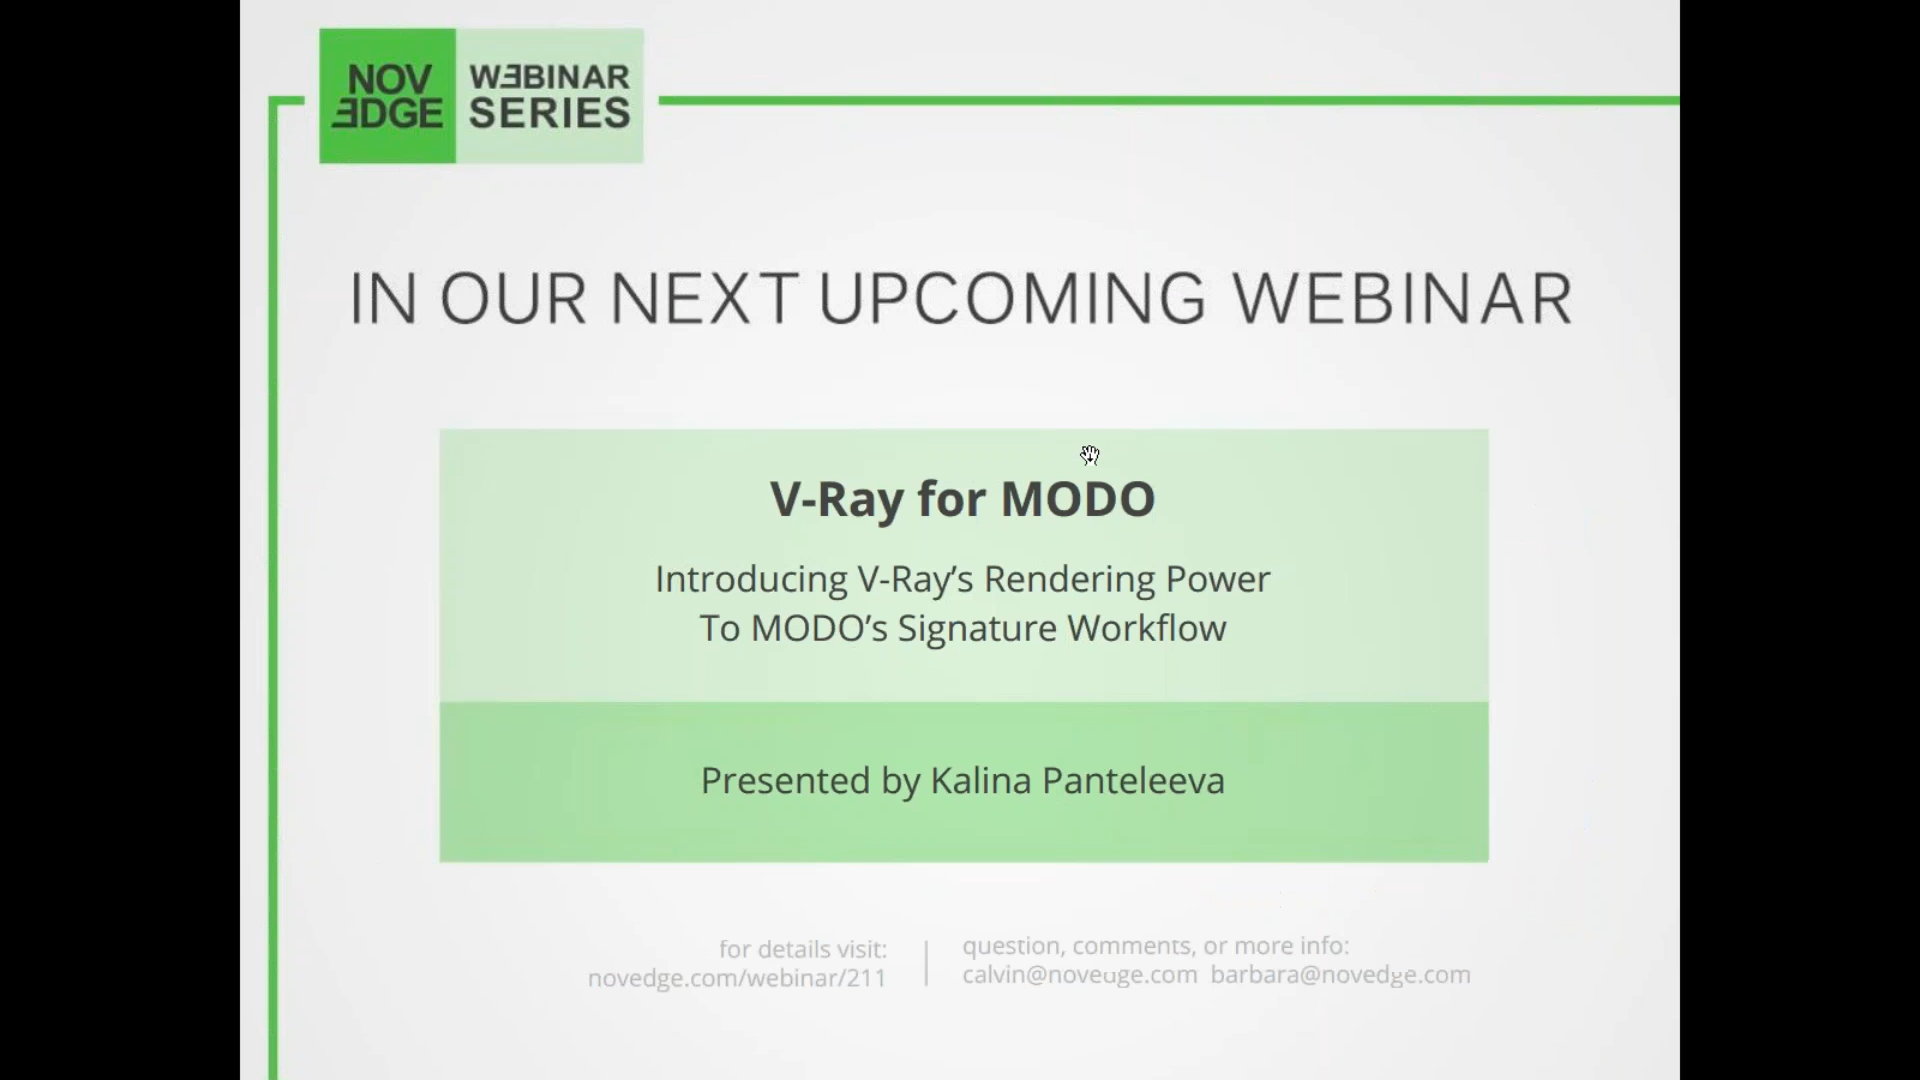 NOV
EDGE
WEBINAR
SERIES
IN OUR NEXT UPCOMING WEBINAR
V-Ray for MODO
Introducing V-Ray’s Rendering Power
To MODO’s Signature Workflow
Presented by Kalina Panteleeva
for details visit:
novedge.com/webinar/211
question, comments, or more info:
calvin@novedge.com barbara@novedge.com